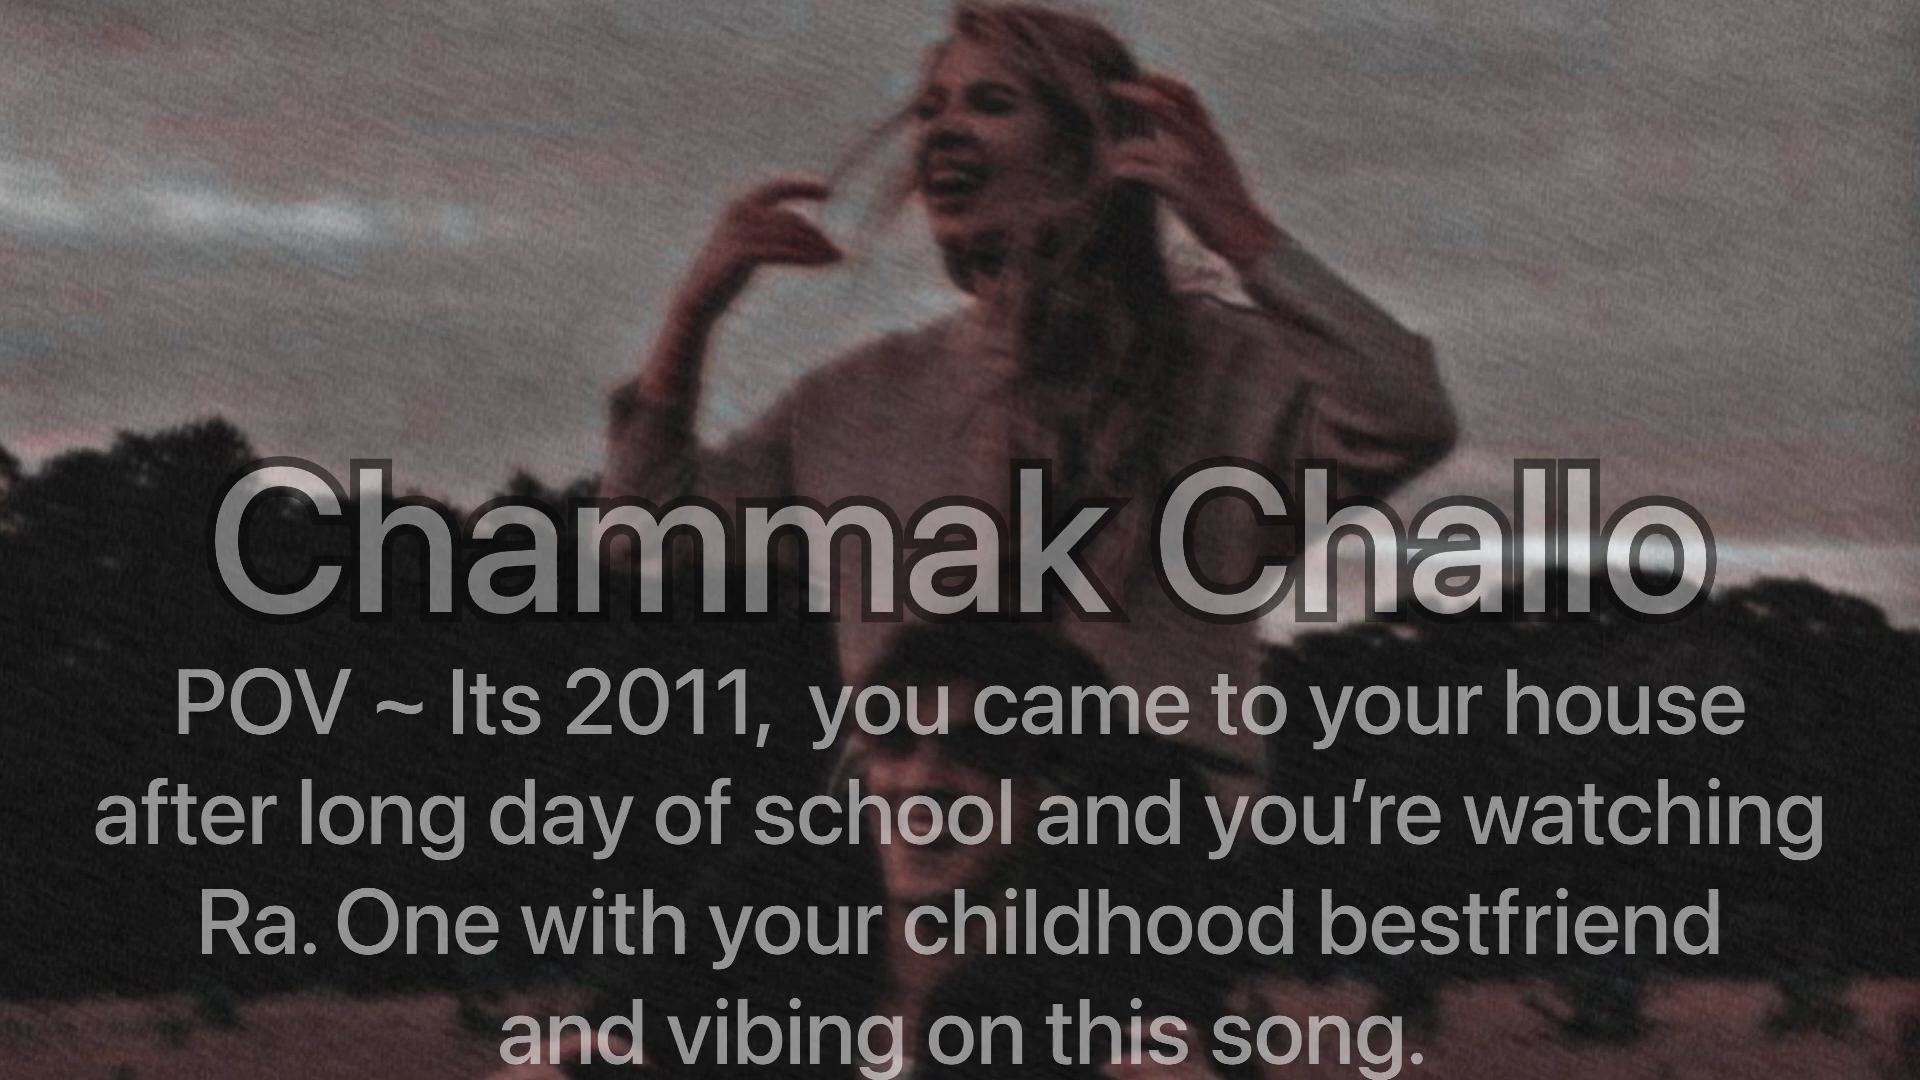 Chammak Challo
POV ~ Its 2011, you came to your house
after long day of school and you’re watching
Ra. One with your childhood bestfriend
and vibing on this song.